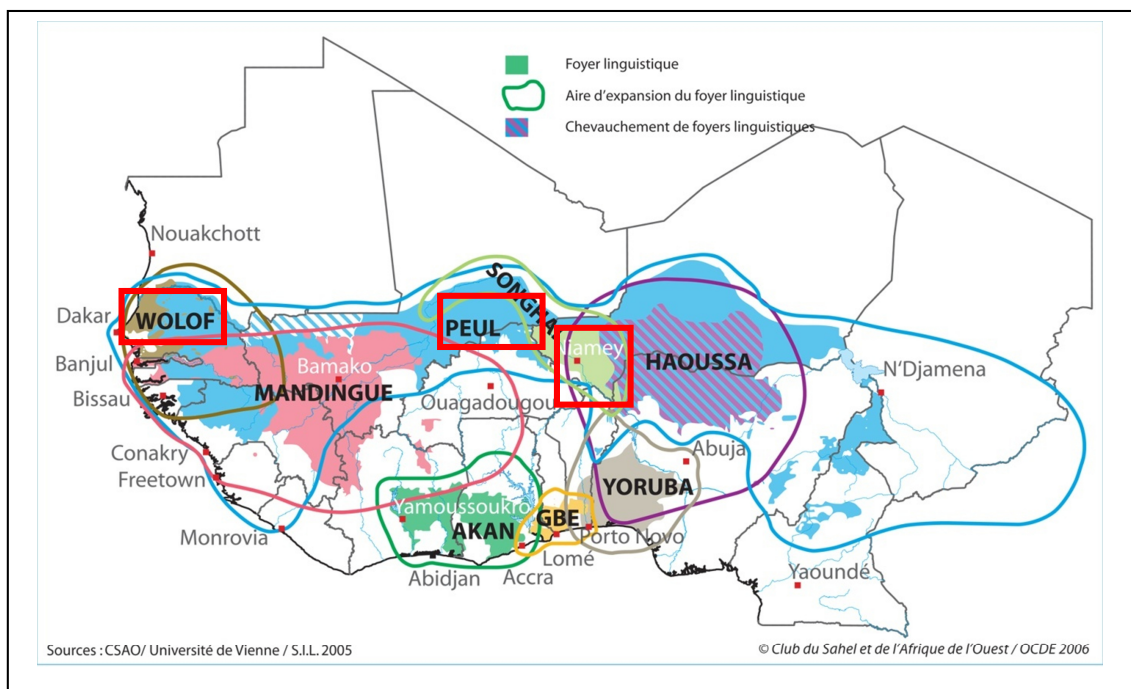 Foyer linguistique
Aire d'expansion du foyer linguistique
Chevauchement de foyers linguistiques
Nouakchott
SONGHAÏ
Dakar
WOLOF
PEUL
Niamey
HAOUSSA
Banjul
Bamako
N'Djamena
Bissau
MANDINGUE
Ouagadougou
Conakry
Abuja
Freetown
YORUBA
Yamoussoukro
GBE
Monrovia
AKAN
Porto Novo
Lomé
Abidjan
Accra
Yaoundé
Sources : CSAO/ Université de Vienne / S.I.L. 2005
© Club du Sahel et de l'Afrique de l'Ouest / OCDE 2006